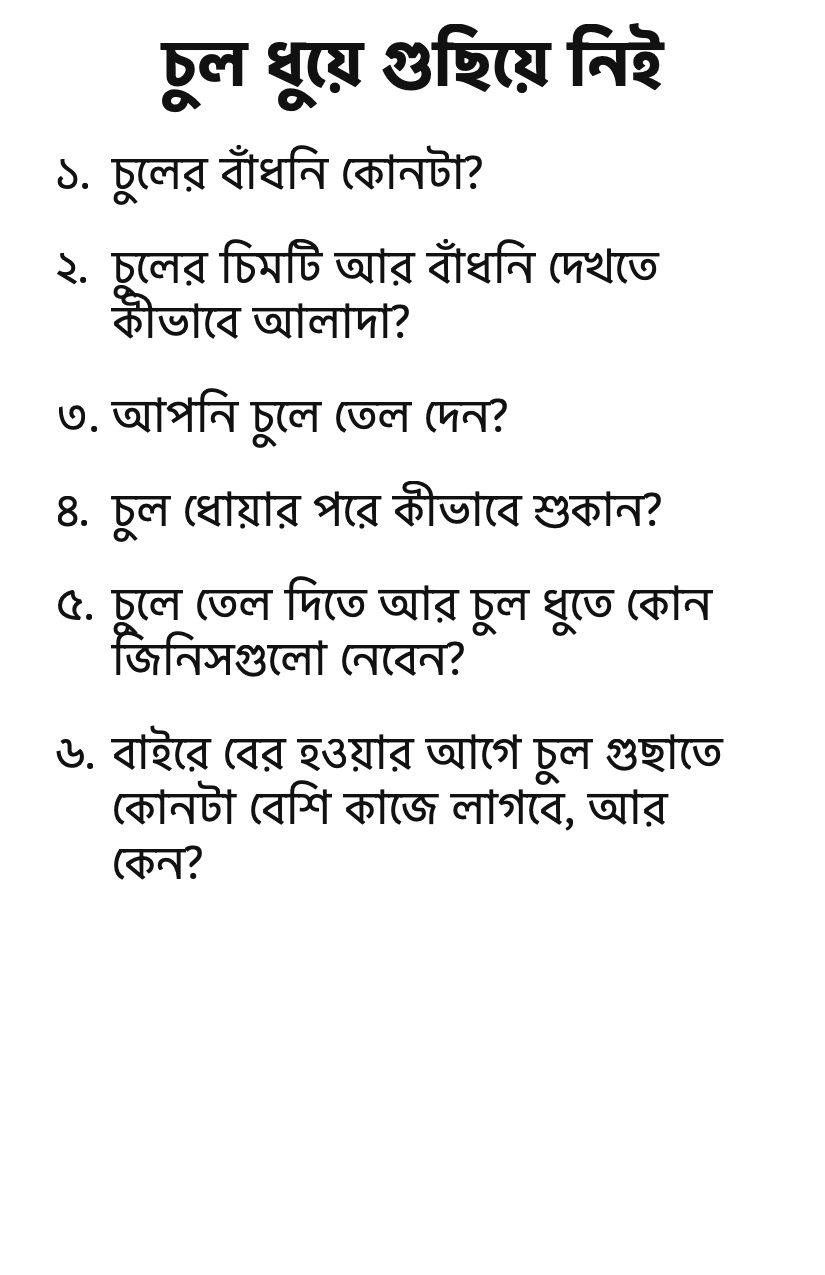 চুল ধুয়ে গুছিয়ে নিই
১. চুলের বাঁধনি কোনটা?
২. চুলের চিমটি আর বাঁধনি দেখতে
কীভাবে আলাদা?
৩. আপনি চুলে তেল দেন?
৪. চুল ধোয়ার পরে কীভাবে শুকান?
৫. চুলে তেল দিতে আর চুল ধুতে কোন
জিনিসগুলো নেবেন?
৬. বাইরে বের হওয়ার আগে চুল গুছাতে
কোনটা বেশি কাজে লাগবে, আর
কেন?